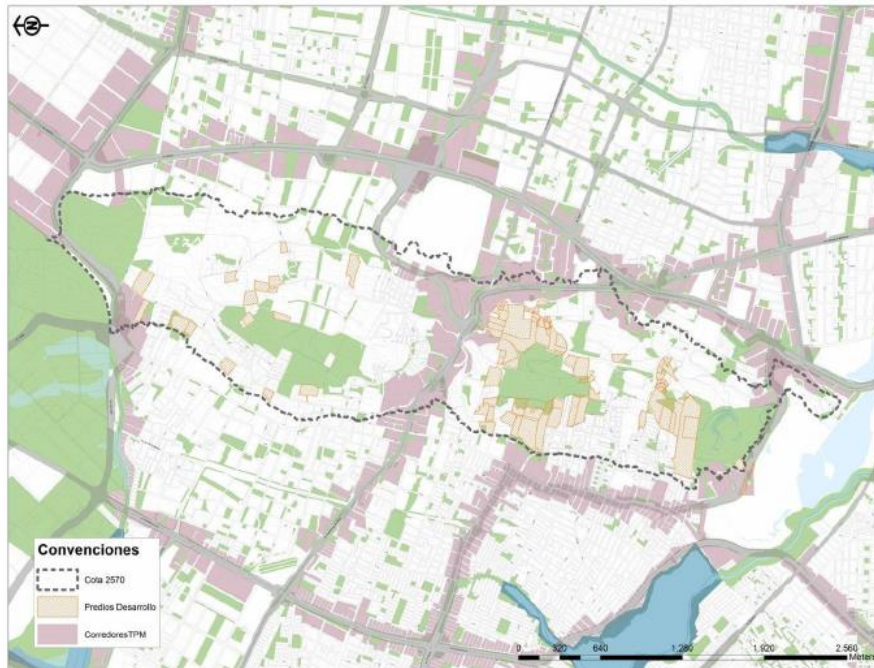 N
Convenciones
Cota 2570
Predios Desarrollo
CorredoresTPM
0 320 640 1.280 1.920 2.560
Meters